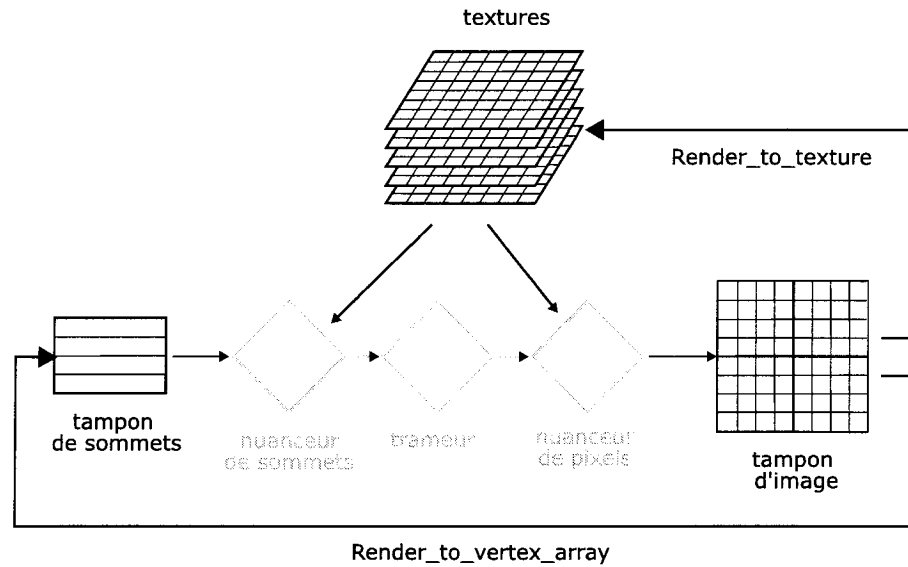 textures
Render_to_texture
tampon
de sommets
nuanceur
de sommets
trameur
nuanceur
de pixels
tampon
d'image
Render_to_vertex_array